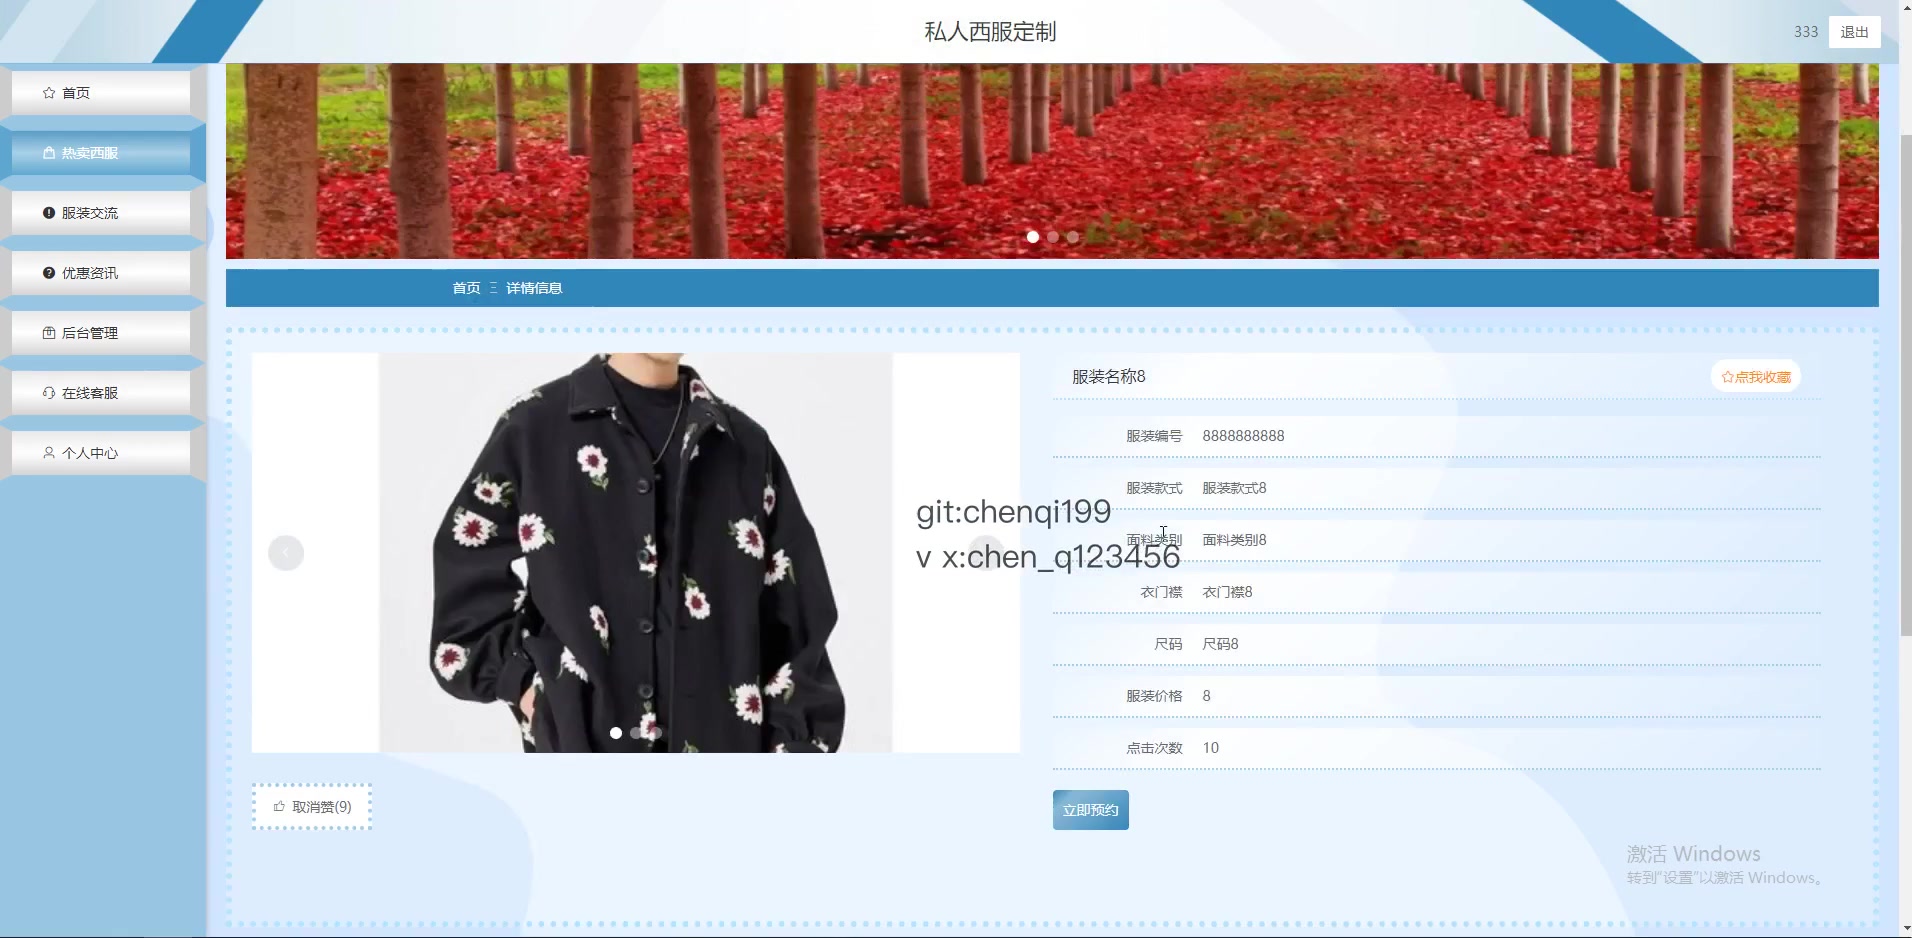 私人西服定制
333 退出
首页
热卖西服
服装交流
优惠资讯
后台管理
在线客服
个人中心
首页 详情信息
服装名称8
点我收藏
服装编号 8888888888
服装款式 服装款式8
面料类别 面料类别8
衣门襟 衣门襟8
尺码 尺码8
服装价格 8
点击次数 10
git:chenqi199
v x:chen_q123456
取消赞(9)
立即预约
激活 Windows
转到"设置"以激活 Windows。